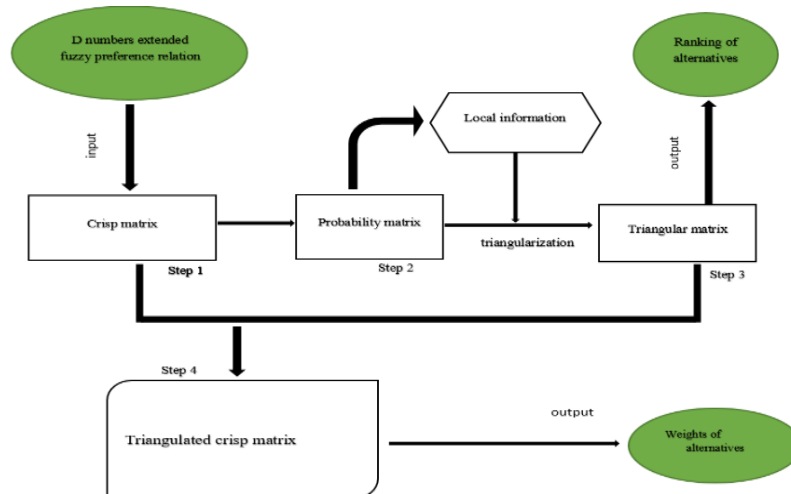 D numbers extended
fuzzy preference relation
Ranking of
alternatives
input
Local information
output
Crisp matrix
Probability matrix
triangularization
Triangular matrix
Step 1
Step 2
Step 3
Step 4
Triangulated crisp matrix
output
Weights of
alternatives